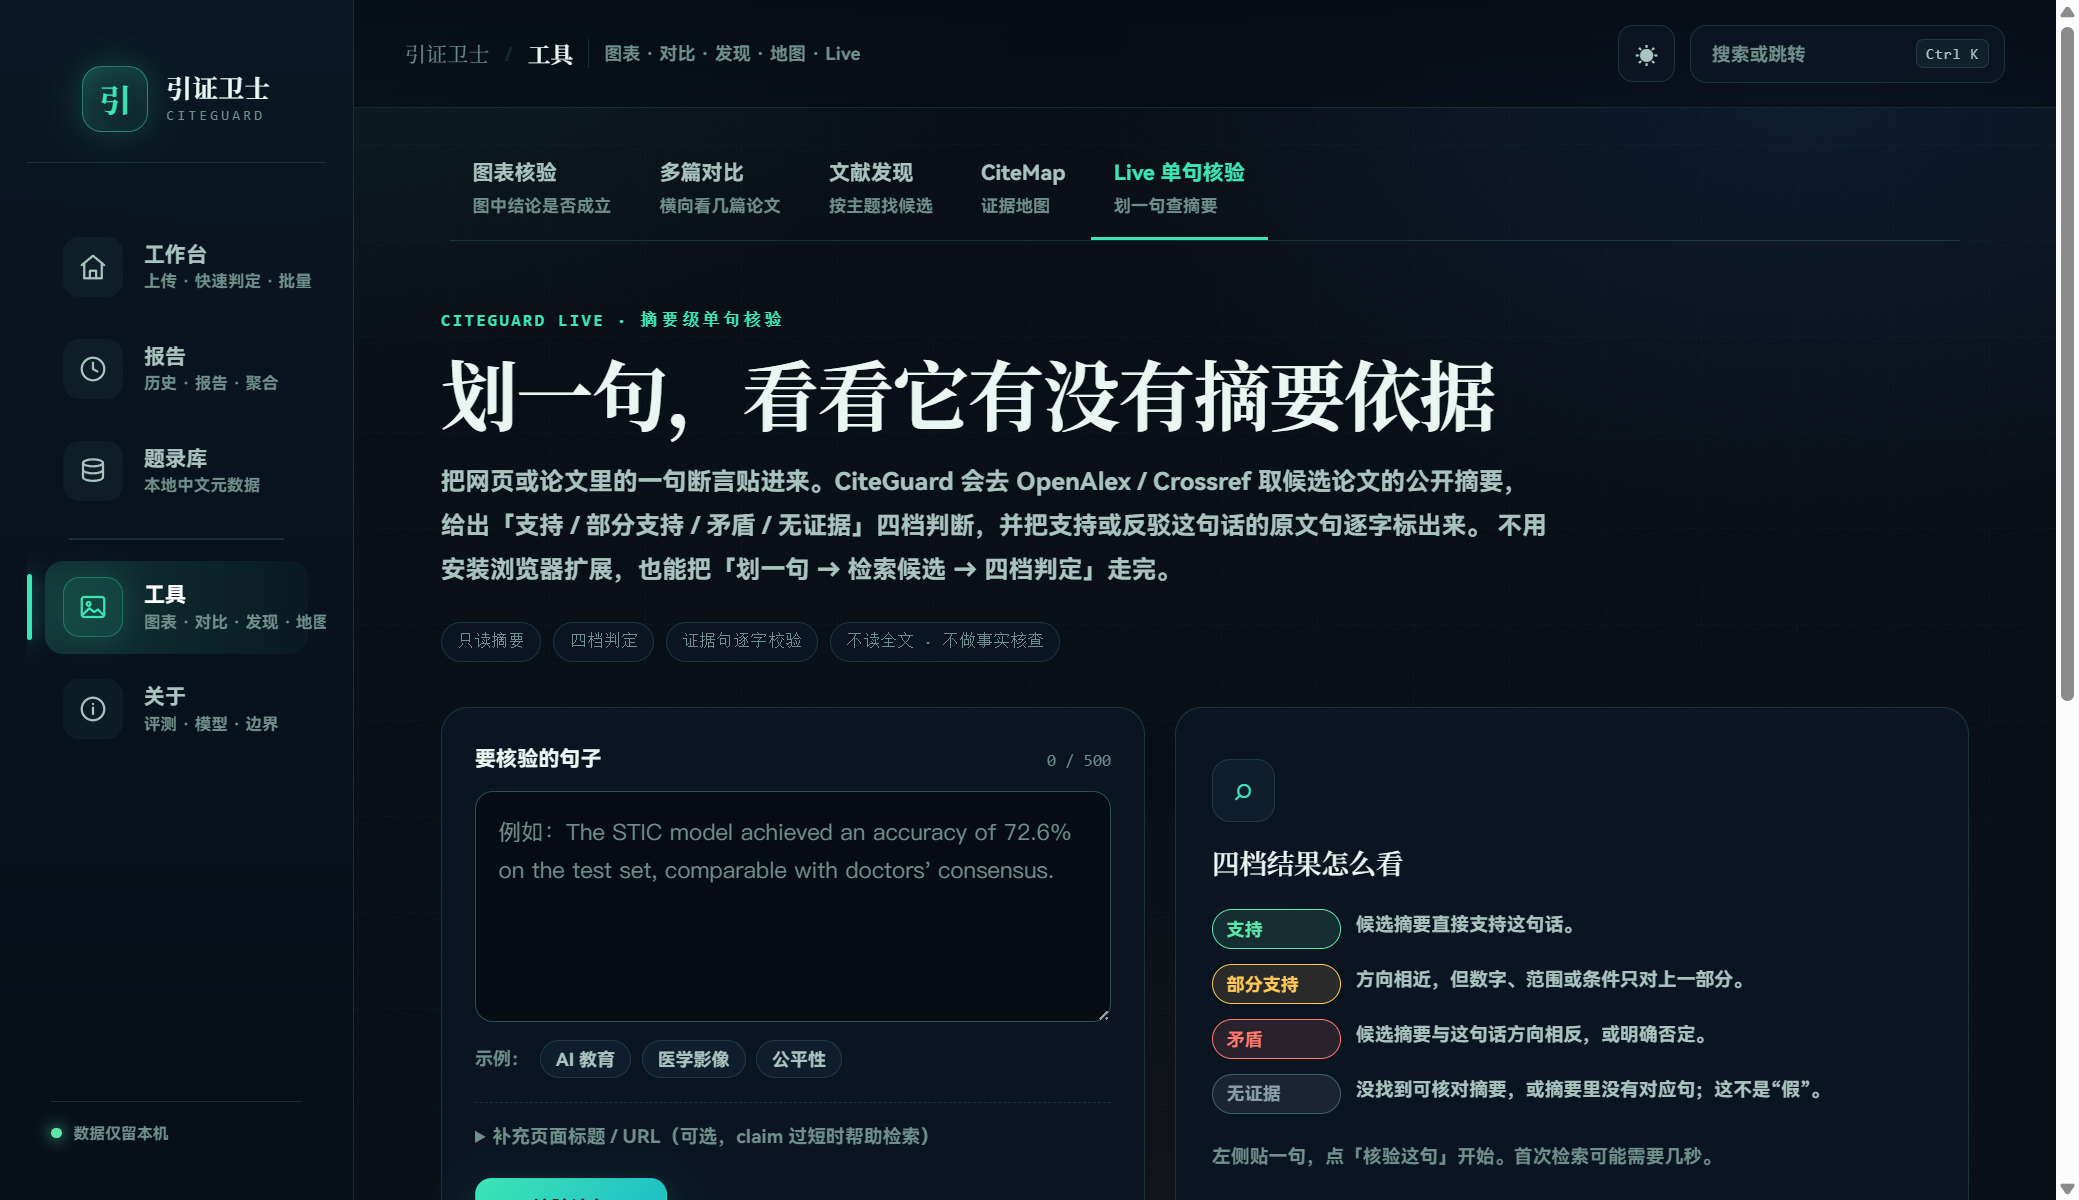 引
引证卫士
CITEGUARD
工作台
上传 · 快速判定 · 批量
报告
历史 · 报告 · 聚合
题录库
本地中文元数据
工具
图表 · 对比 · 发现 · 地图
关于
评测 · 模型 · 边界
数据仅留本机
引证卫士 / 工具 图表 · 对比 · 发现 · 地图 · Live
搜索或跳转 Ctrl K
图表核验
图中结论是否成立
多篇对比
横向看几篇论文
文献发现
按主题找候选
CiteMap
证据地图
Live 单句核验
划一句查摘要
CITEGUARD LIVE · 摘要级单句核验
划一句，看看它有没有摘要依据
把网页或论文里的一句断言贴进来。CiteGuard 会去 OpenAlex / Crossref 取候选论文的公开摘要，
给出「支持 / 部分支持 / 矛盾 / 无证据」四档判断，并把支持或反驳这句话的原文句逐字标出来。 不用
安装浏览器扩展，也能把「划一句 → 检索候选 → 四档判定」走完。
只读摘要
四档判定
证据句逐字校验
不读全文 · 不做事实核查
要核验的句子
0 / 500
例如：The STIC model achieved an accuracy of 72.6%
on the test set, comparable with doctors’ consensus.
示例：
AI 教育
医学影像
公平性
▶ 补充页面标题 / URL（可选，claim 过短时帮助检索）
四档结果怎么看
支持 候选摘要直接支持这句话。
部分支持 方向相近，但数字、范围或条件只对上一部分。
矛盾 候选摘要与这句话方向相反，或明确否定。
无证据 没找到可核对摘要，或摘要里没有对应句；这不是“假”。
左侧贴一句，点「核验这句」开始。首次检索可能需要几秒。